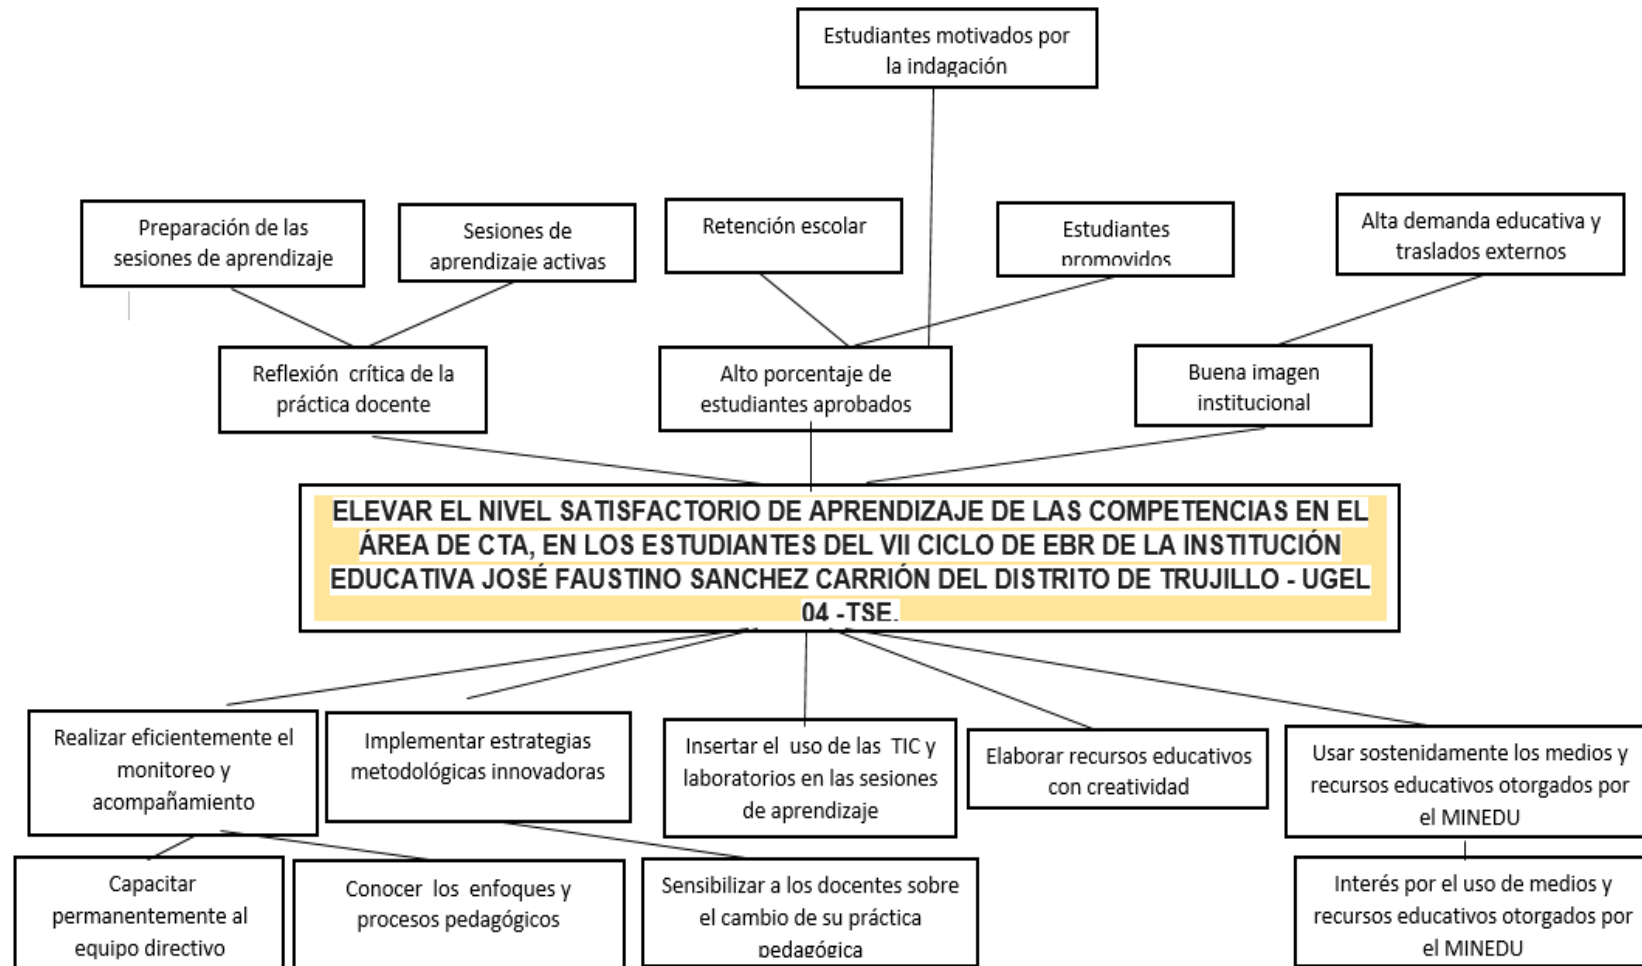 Estudiantes motivados por
la indagación
Preparación de las
sesiones de aprendizaje
Sesiones de
aprendizaje activas
Retención escolar
Estudiantes
promovidos
Alta demanda educativa y
traslados externos
Reflexión crítica de la
práctica docente
Alto porcentaje de
estudiantes aprobados
Buena imagen
institucional
ELEVAR EL NIVEL SATISFACTORIO DE APRENDIZAJE DE LAS COMPETENCIAS EN EL
ÁREA DE CTA, EN LOS ESTUDIANTES DEL VII CICLO DE EBR DE LA INSTITUCIÓN
EDUCATIVA JOSÉ FAUSTINO SANCHEZ CARRIÓN DEL DISTRITO DE TRUJILLO - UGEL
04 -TSE.
Realizar eficientemente el
monitoreo y
acompañamiento
Implementar estrategias
metodológicas innovadoras
Insertar el uso de las TIC y
laboratorios en las sesiones
de aprendizaje
Elaborar recursos educativos
con creatividad
Usar sostenidamente los medios y
recursos educativos otorgados por
el MINEDU
Capacitar
permanentemente al
equipo directivo
Conocer los enfoques y
procesos pedagógicos
Sensibilizar a los docentes sobre
el cambio de su práctica
pedagógica
Interés por el uso de medios y
recursos educativos otorgados por
el MINEDU